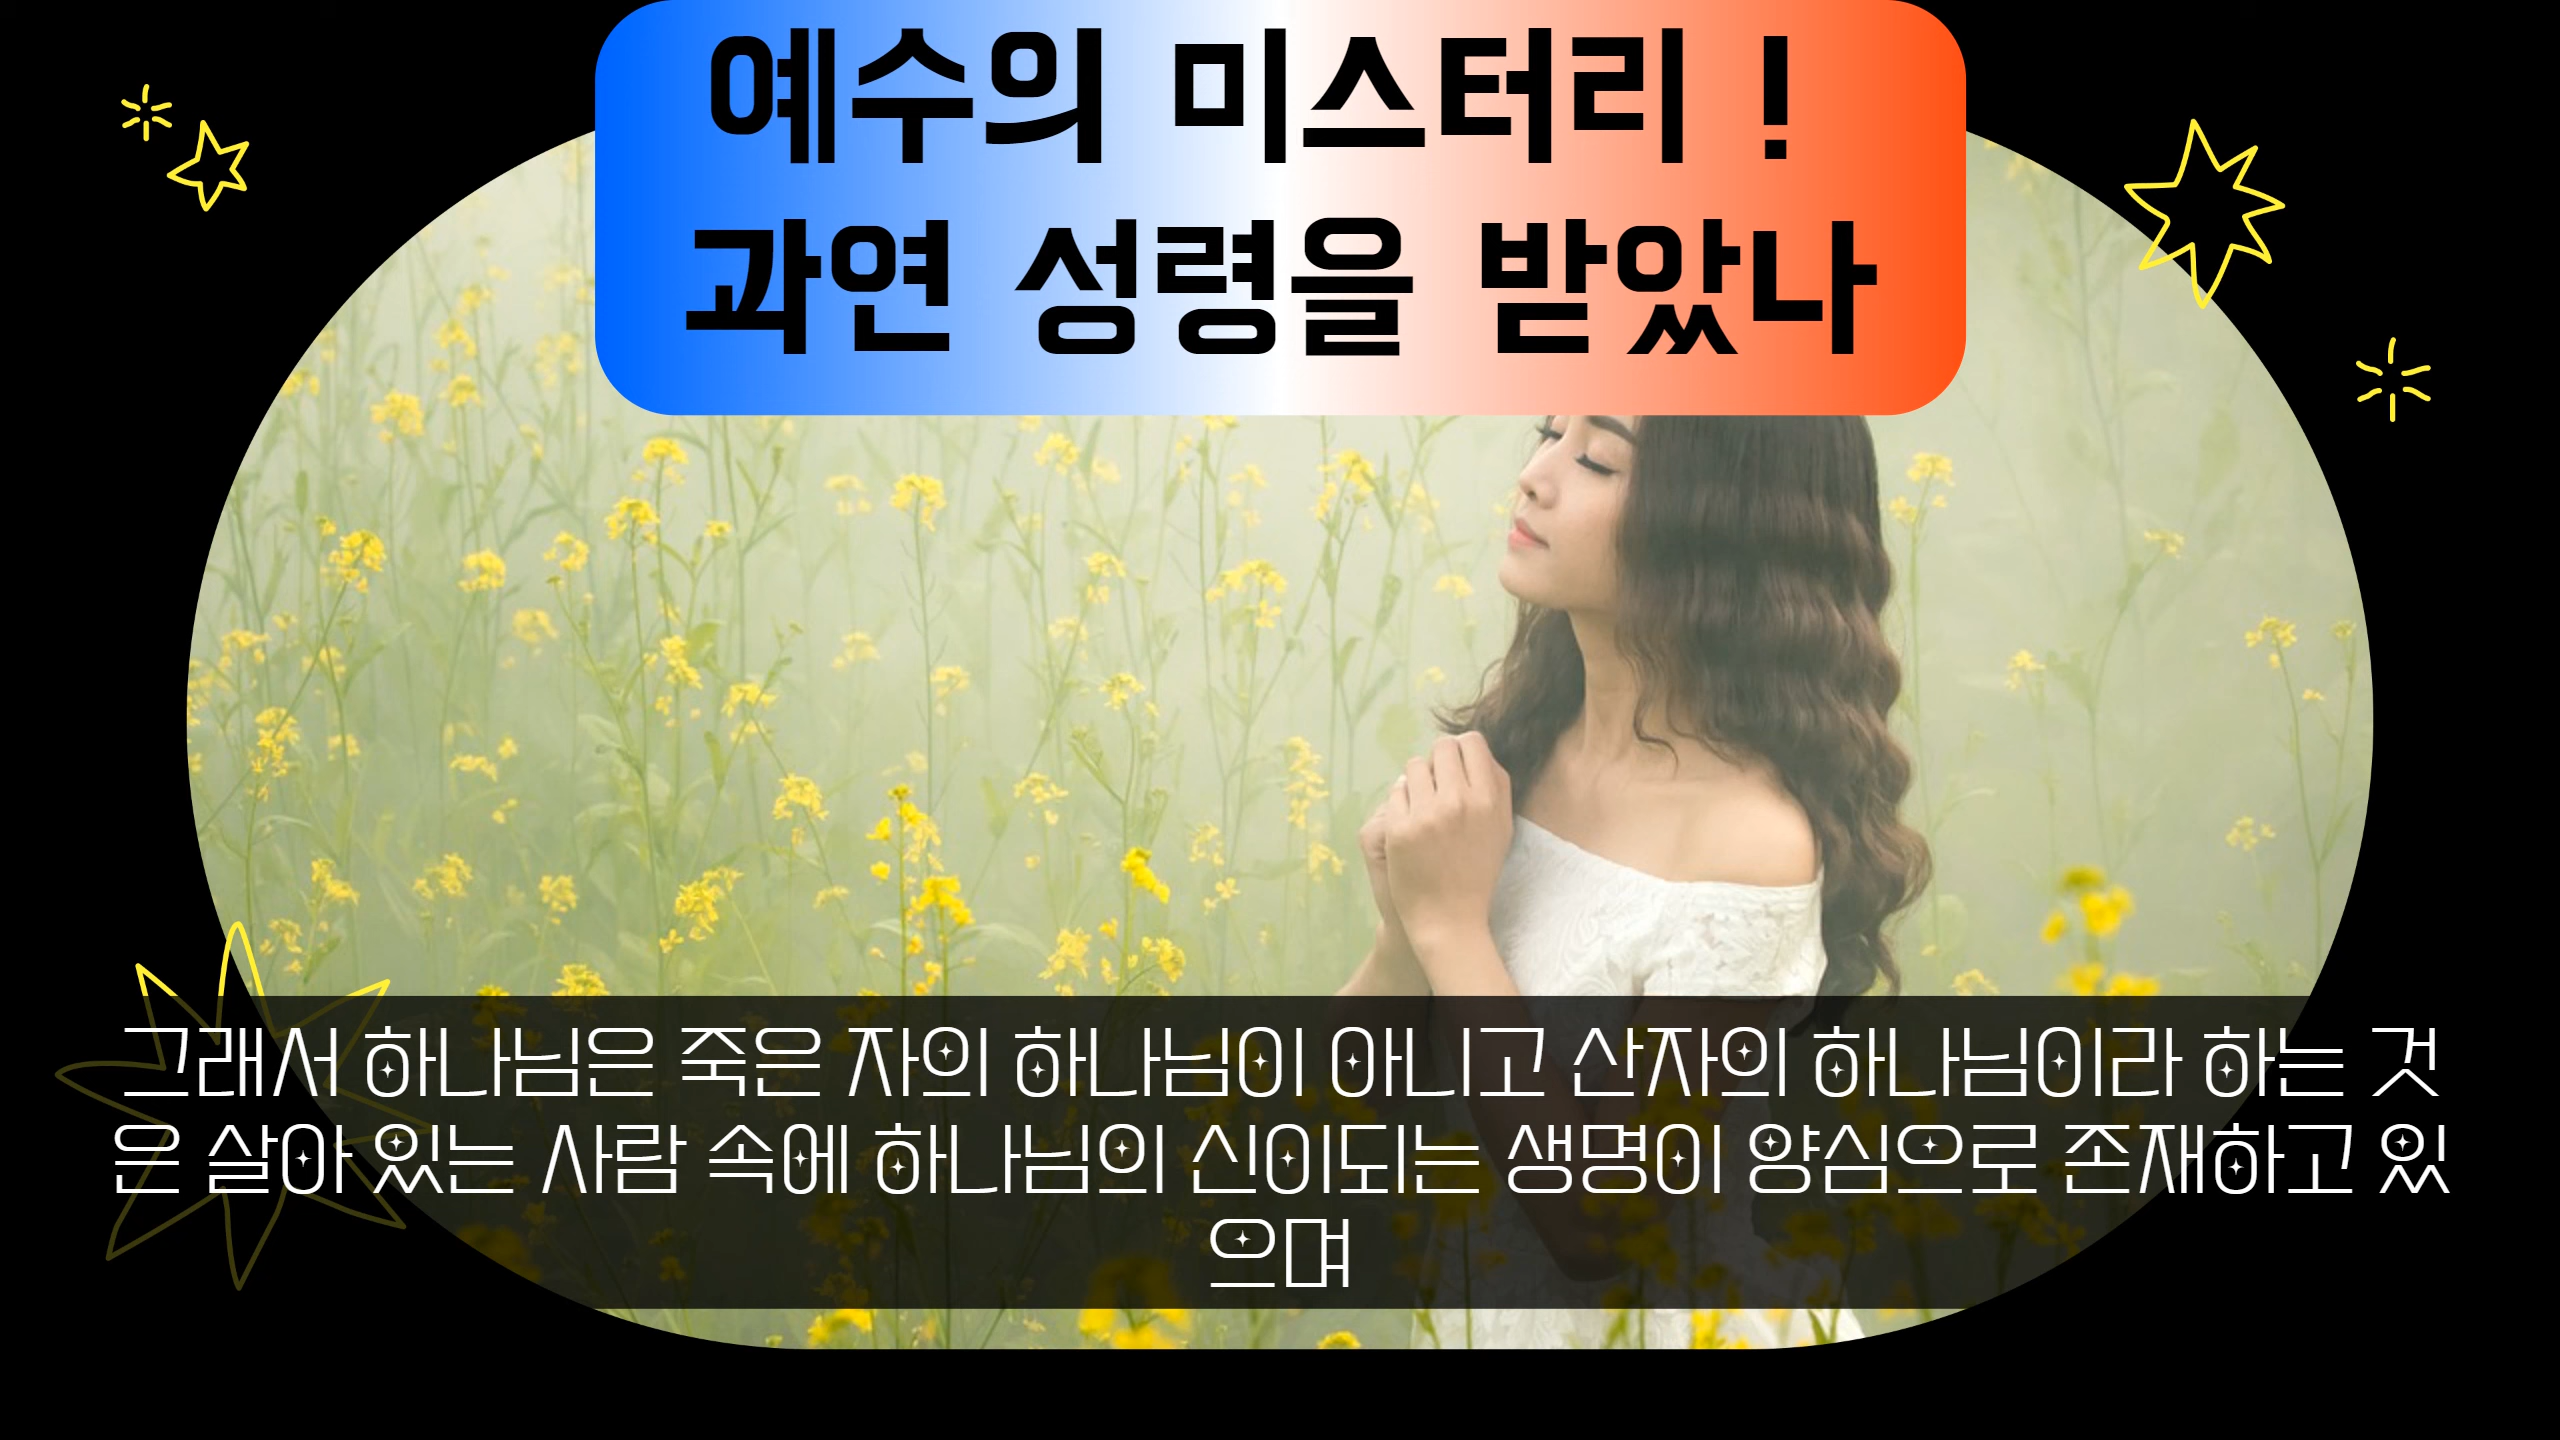 예수의 미스터리 !
과연 성령을 받았나
그래서 하나님은 죽은 자의 하나님이 아니고 산자의 하나님이라 하는 것
은 살아 있는 사람 속에 하나님의 신이되는 생명이 양심으로 존재하고 있
으며